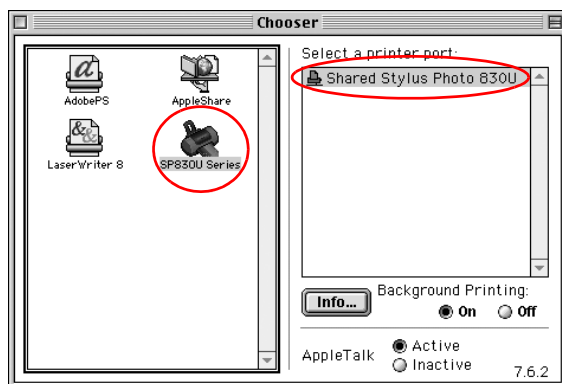 Chooser
AdobePS
AppleShare
LaserWriter 8
SP830U Series
Select a printer port:
Shared Stylus Photo 830U
Info...
Background Printing:
On
Off
AppleTalk
Active
Inactive
7.6.2